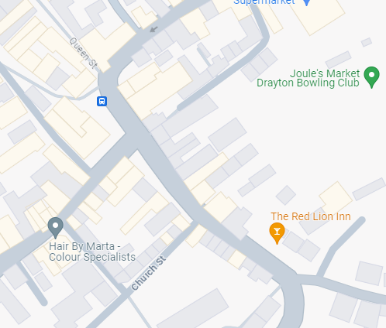 Supermarket
Queen St
Joule's Market
Drayton Bowling Club
The Red Lion Inn
Hair By Marta -
Colour Specialists
Church St